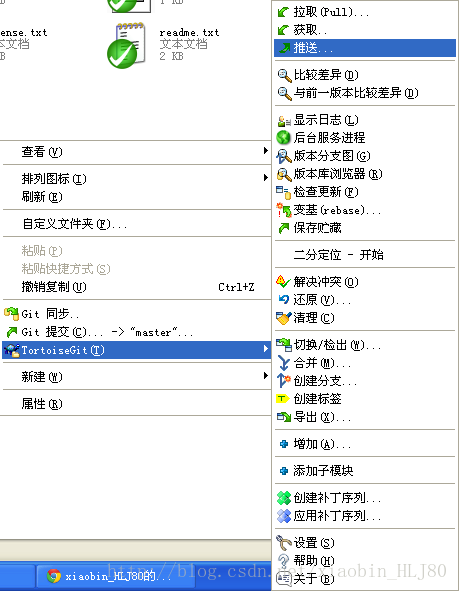 1 KB
ense.txt
文本文档
KB
readme.txt
文本文档
2 KB
查看(V)
排列图标(I)
刷新(E)
自定义文件夹(F)...
粘贴(P)
粘贴快捷方式(S)
撤销复制(U) Ctrl+Z
Git 同步..
Git 提交(C)... -> "master"...
TortoiseGit(T)
新建(W)
属性(R)
拉取(Pull)...
获取..
推送...
比较差异(D)
与前一版本比较差异(D)
显示日志(L)
后台服务进程
版本分支图(G)
版本库浏览器(R)
检查更新(F)
变基(rebase)...
保存贮藏
二分定位 - 开始
解决冲突(O)
还原(V)...
清理(C)
切换/检出(W)...
合并(M)...
创建分支...
创建标签
导出(X)...
增加(A)...
添加子模块
创建补丁序列...
应用补丁序列...
设置(S)
帮助(H)
关于(B)
xiaobin_HLJ80的...
http://blog.csdn.net/xiaobin_HLJ80